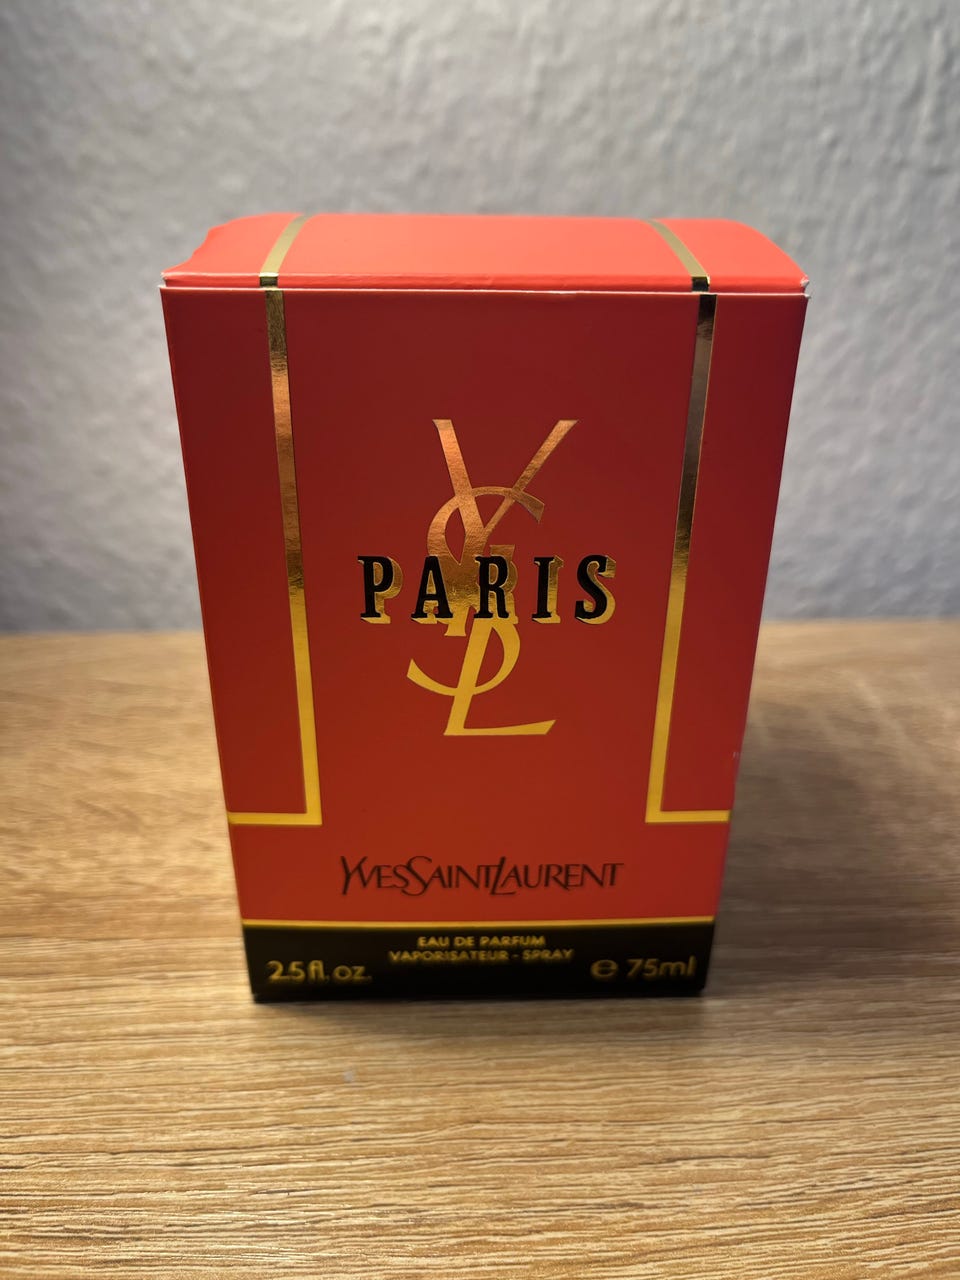 YSL
PARIS
YVESSAINTLAURENT
EAU DE PARFUM
VAPORISATEUR - SPRAY
2.5 fl. oz.
e 75ml